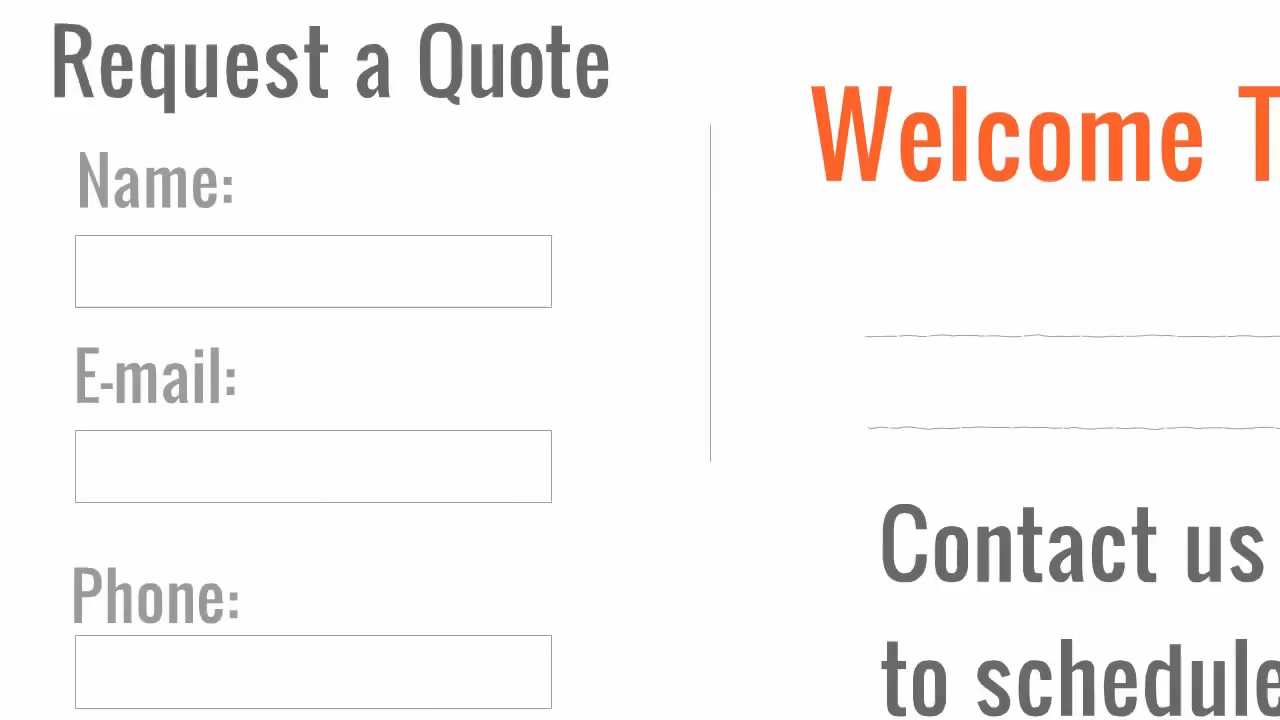 Request a Quote
Name:
E-mail:
Phone:
Welcome
Contact us
to schedule